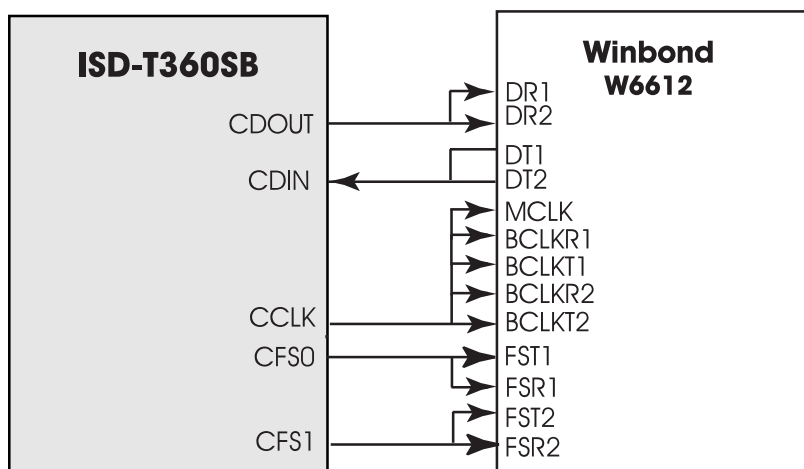 ISD-T360SB
CDOUT
CDIN
CCLK
CFS0
CFS1
Winbond
W6612
DR1
DR2
DT1
DT2
MCLK
BCLKR1
BCLKT1
BCLKR2
BCLKT2
FST1
FSR1
FST2
FSR2